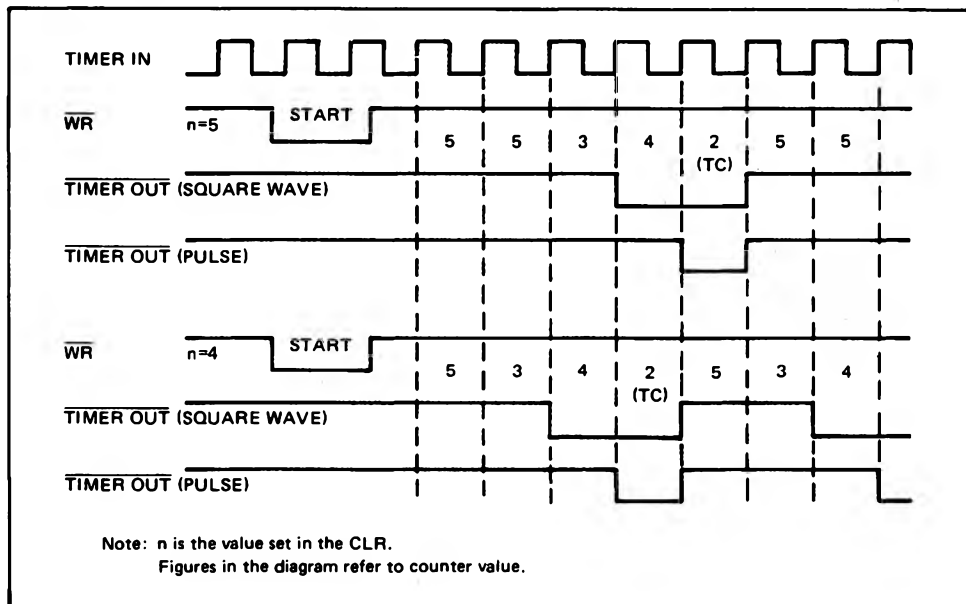 TIMER IN
WR n=5 START
5 5 3 4 2 (TC) 5 5
TIMER OUT (SQUARE WAVE)
TIMER OUT (PULSE)
WR n=4 START
5 3 4 2 (TC) 5 3 4
TIMER OUT (SQUARE WAVE)
TIMER OUT (PULSE)
Note: n is the value set in the CLR.
Figures in the diagram refer to counter value.